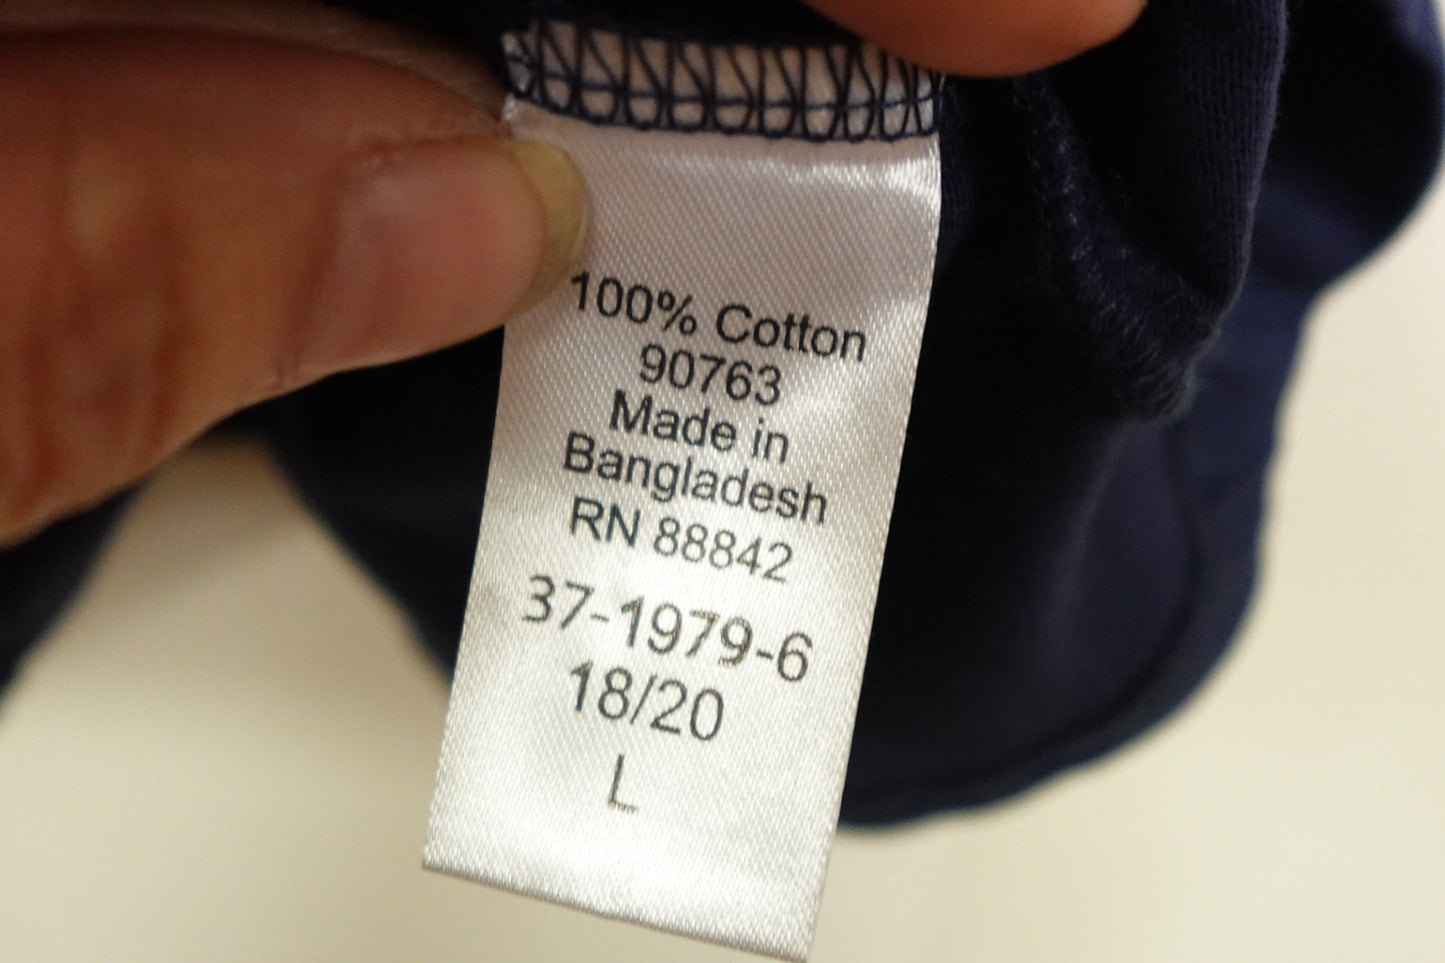 100% Cotton
90763
Made in
Bangladesh
RN 88842
37-1979-6
18/20
L